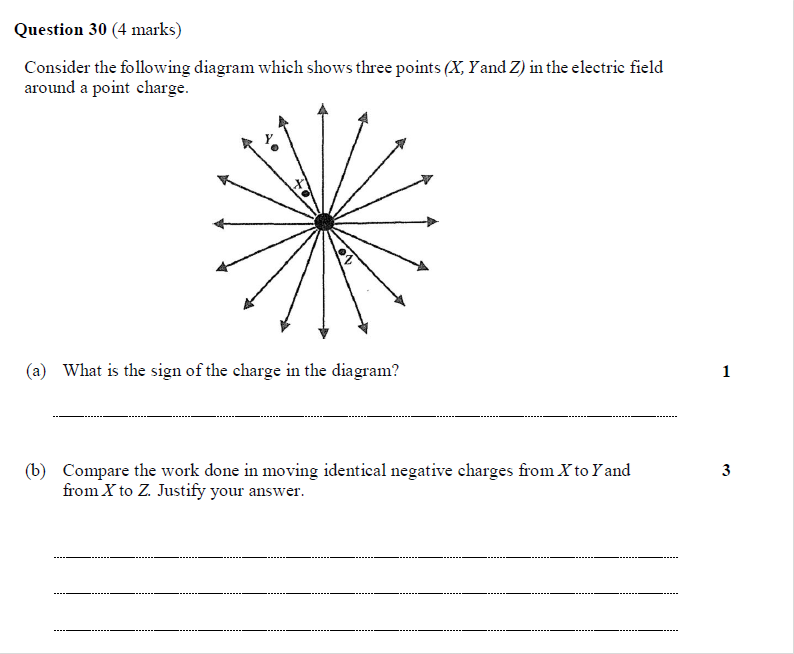 Question 30 (4 marks)
Consider the following diagram which shows three points (X, Y and Z) in the electric field
around a point charge.
Y
X
Z
(a) What is the sign of the charge in the diagram? 1
(b) Compare the work done in moving identical negative charges from X to Y and 3
from X to Z. Justify your answer.